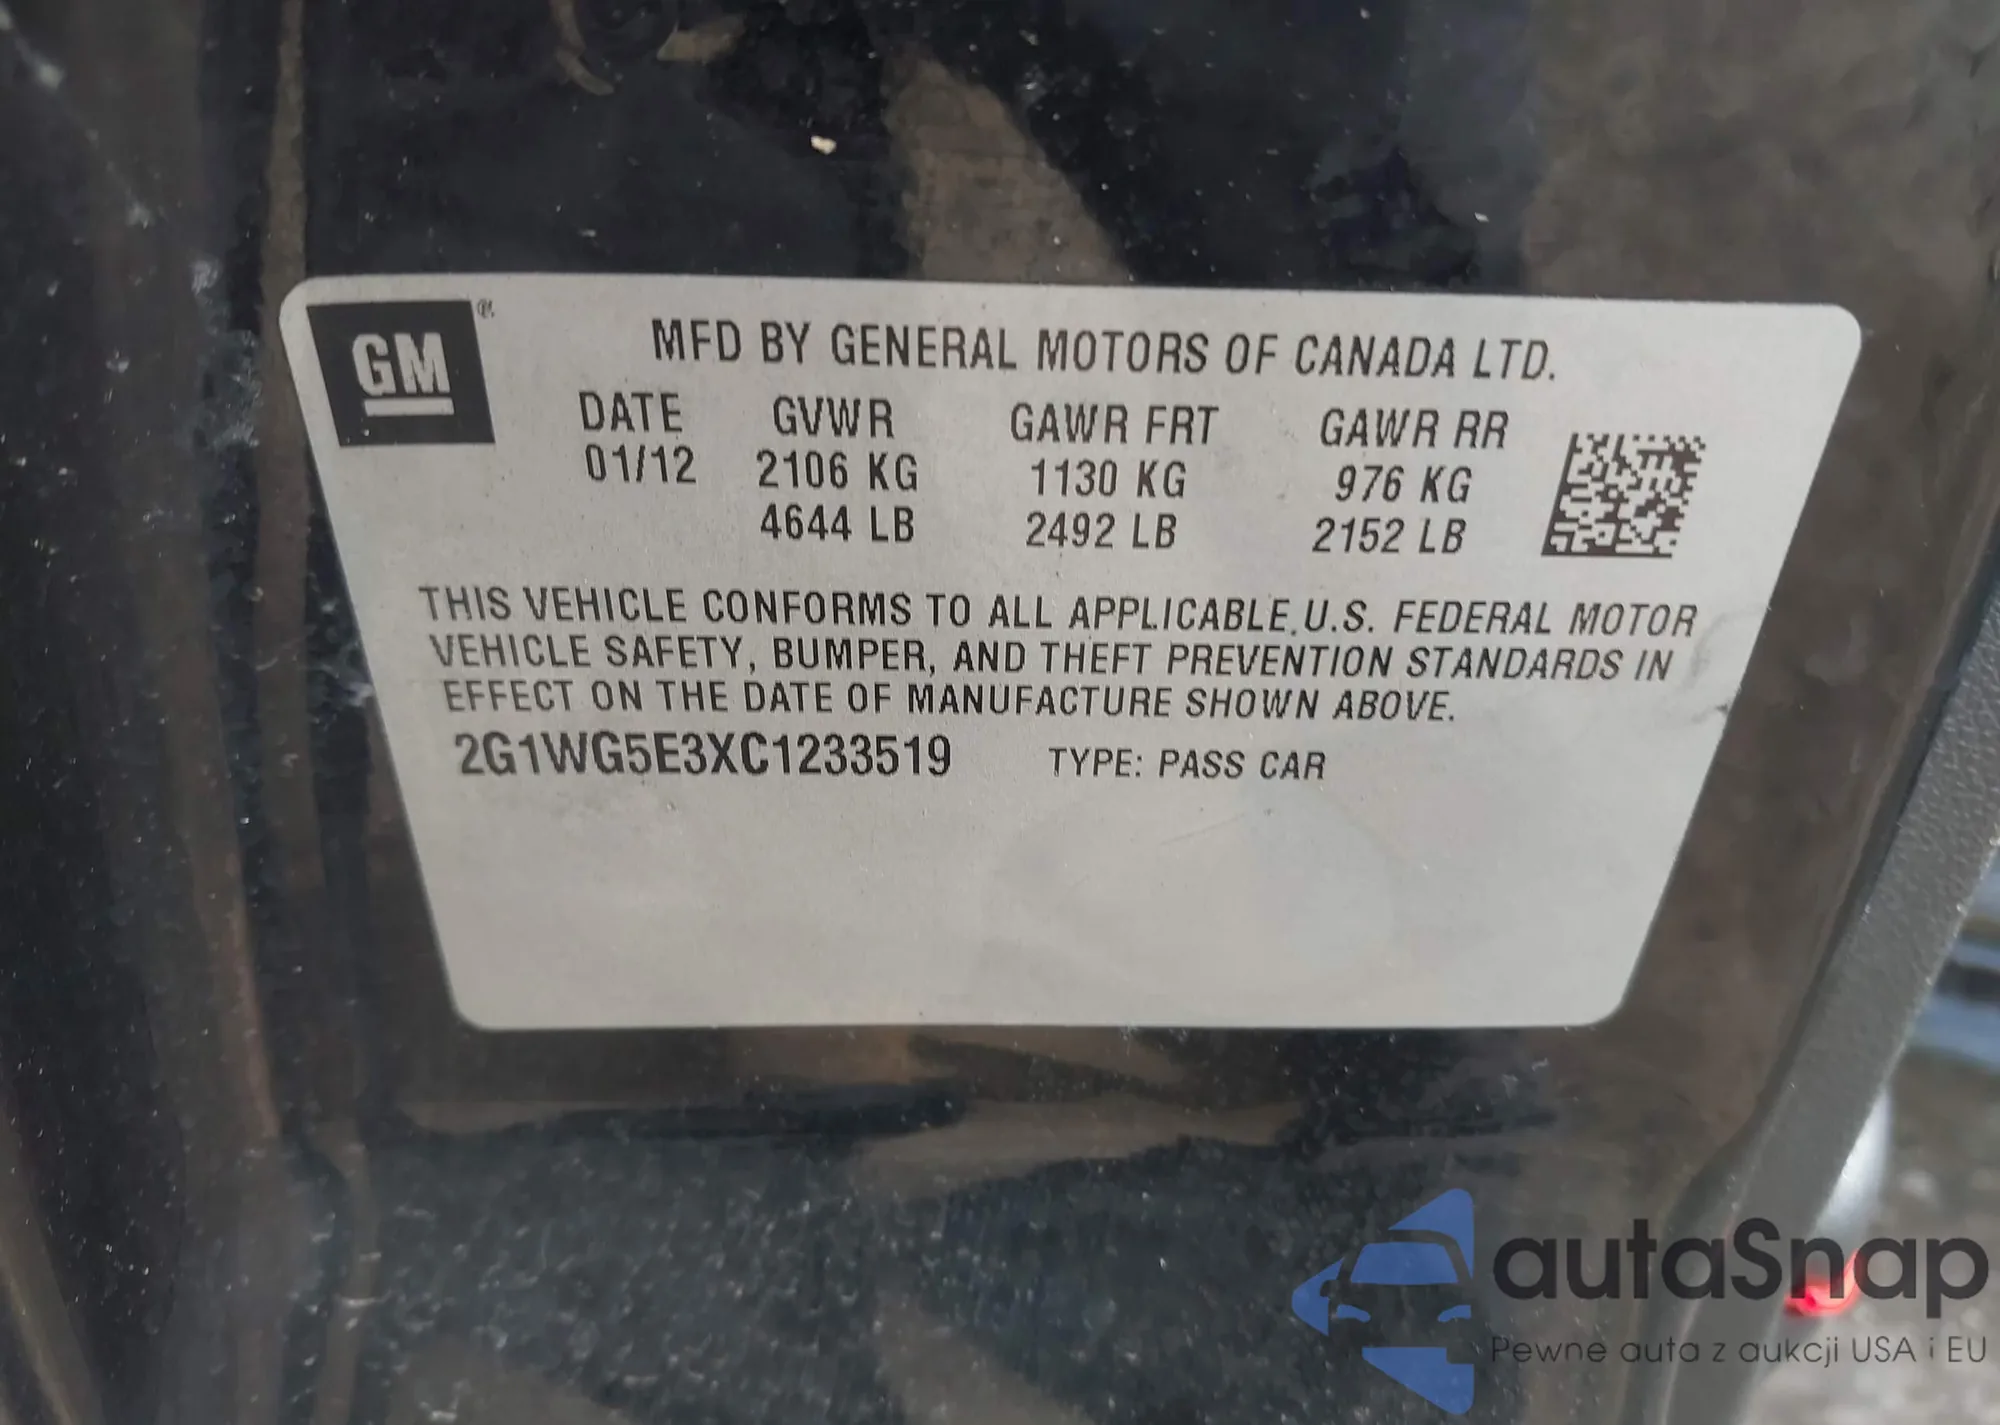 GM
MFD BY GENERAL MOTORS OF CANADA LTD.
DATE GVWR GAWR FRT GAWR RR
01/12 2106 KG 1130 KG 976 KG
4644 LB 2492 LB 2152 LB
THIS VEHICLE CONFORMS TO ALL APPLICABLE U.S. FEDERAL MOTOR
VEHICLE SAFETY, BUMPER, AND THEFT PREVENTION STANDARDS IN
EFFECT ON THE DATE OF MANUFACTURE SHOWN ABOVE.
2G1WG5E3XC1233519 TYPE: PASS CAR
autaSnap
Pewne auta z aukcji USA i EU